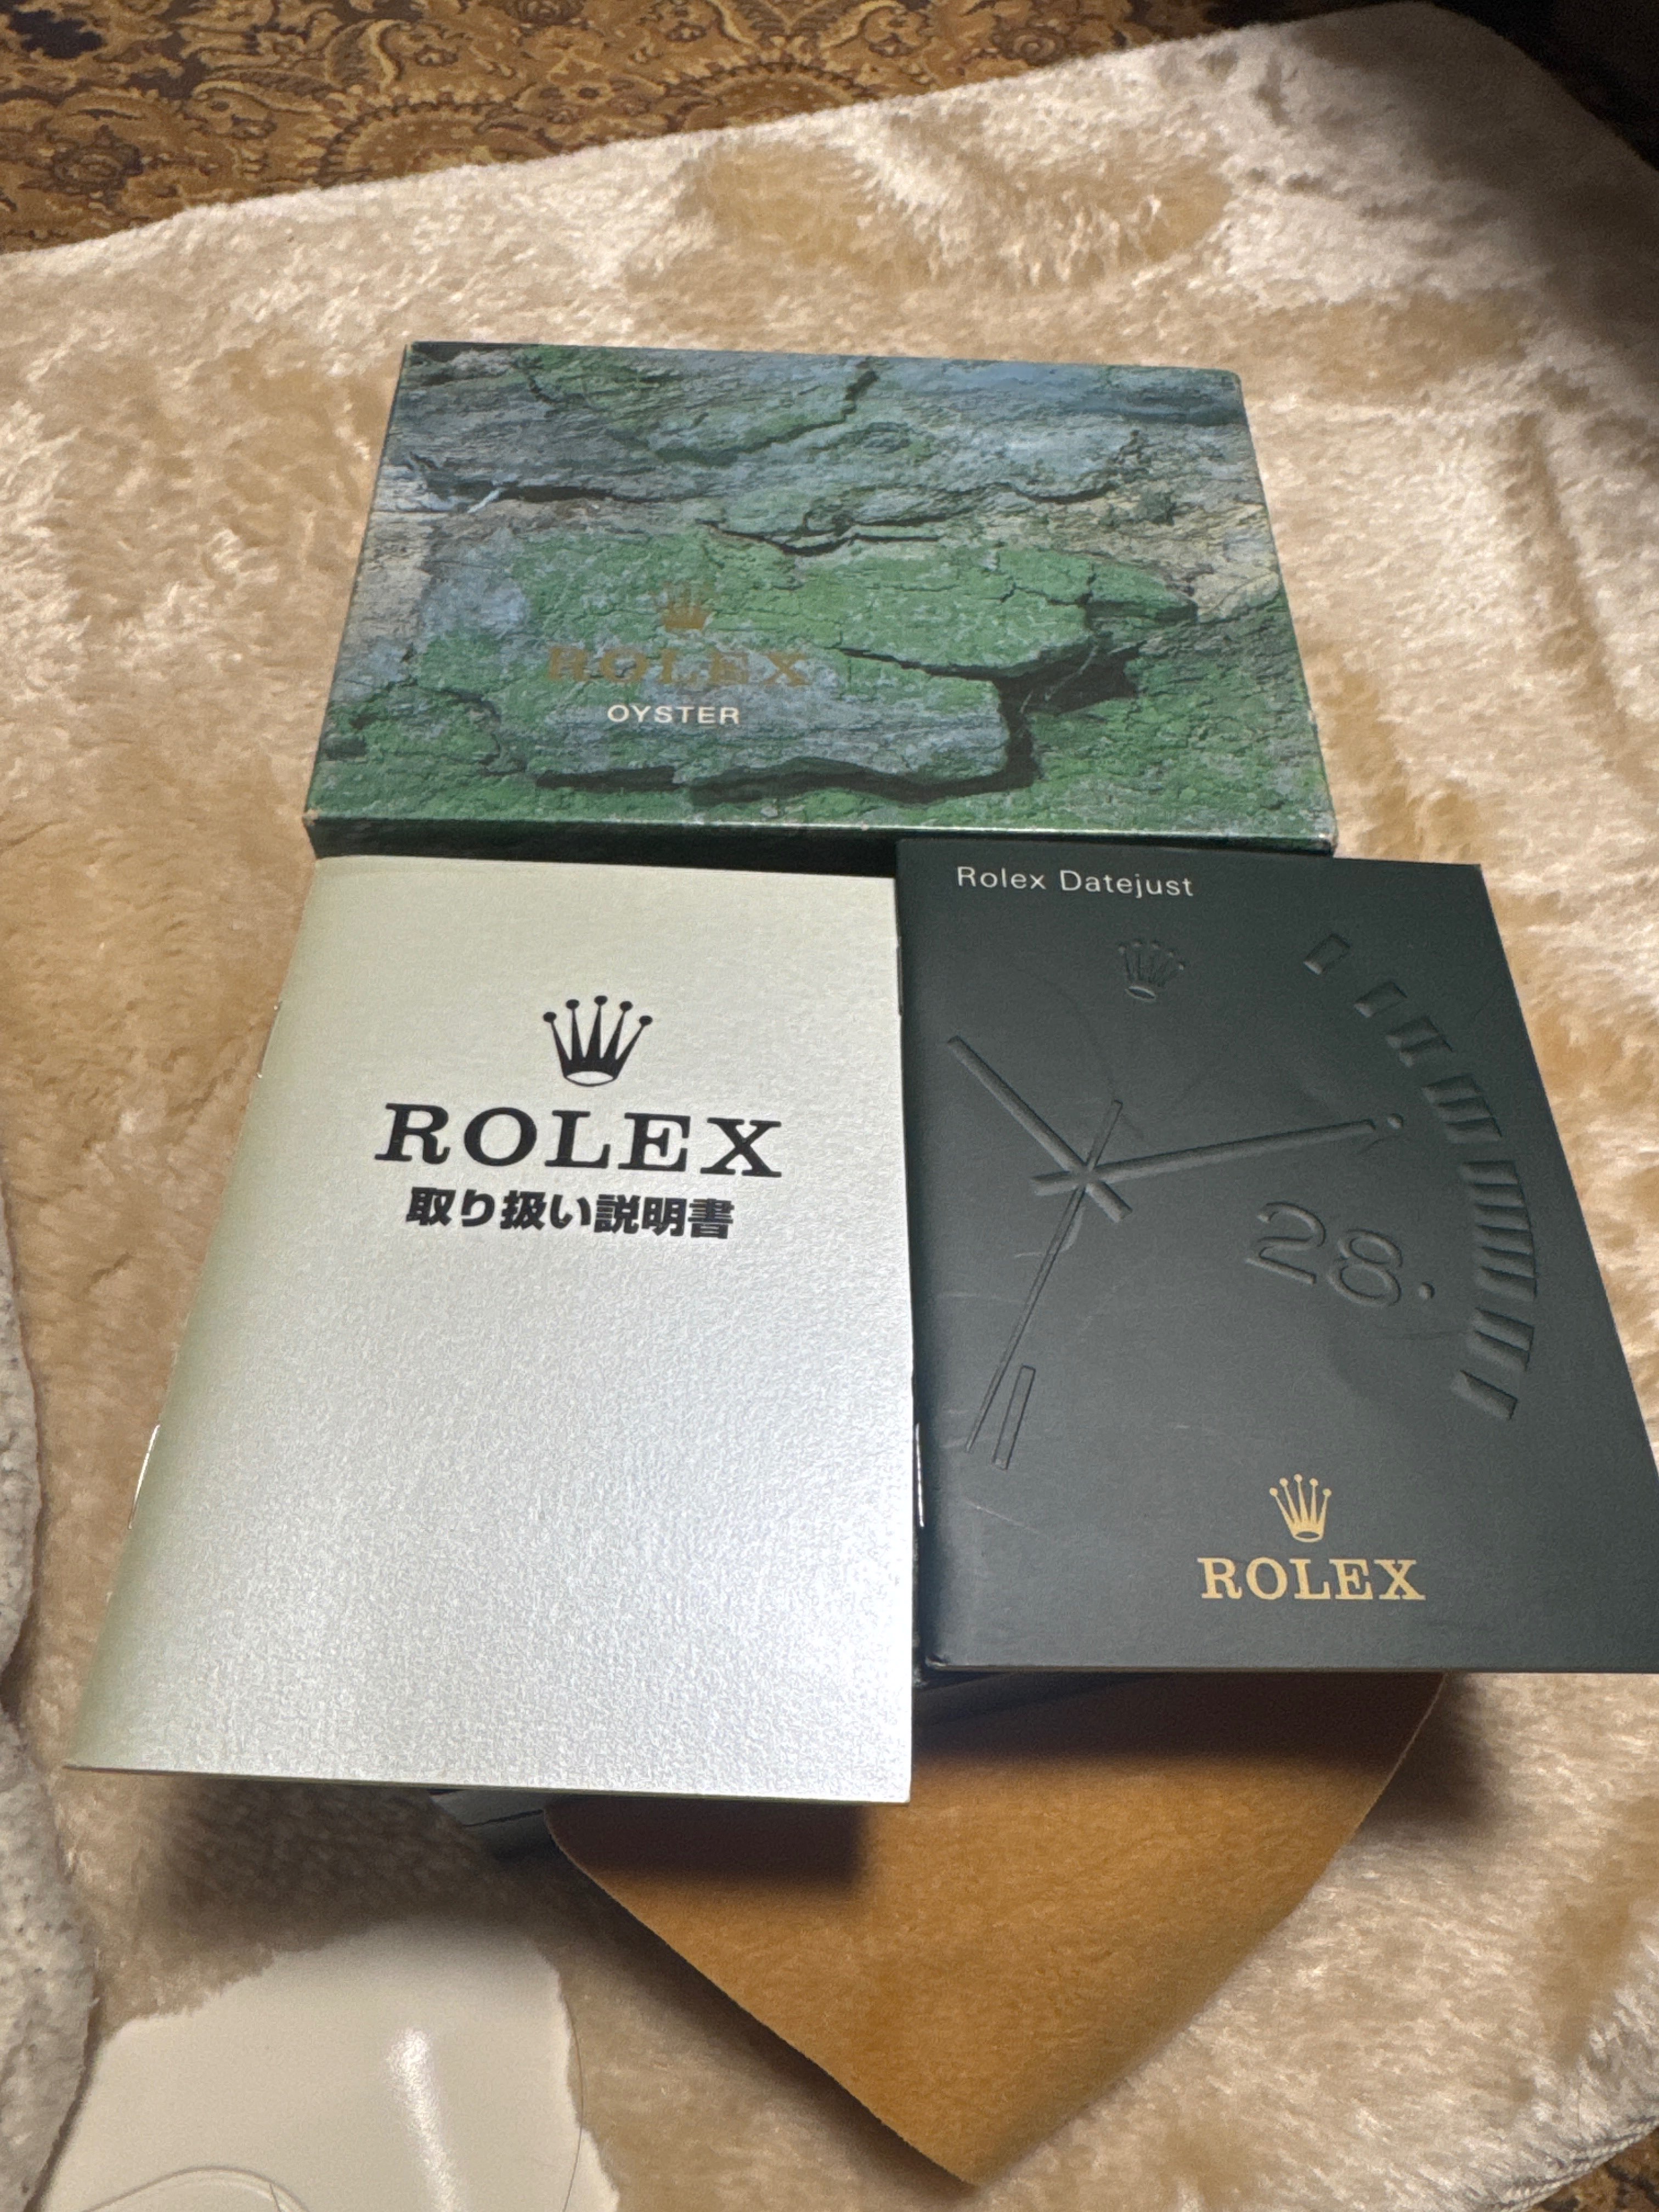 ROLEX
OYSTER
ROLEX
取り扱い説明書
Rolex Datejust
28
ROLEX